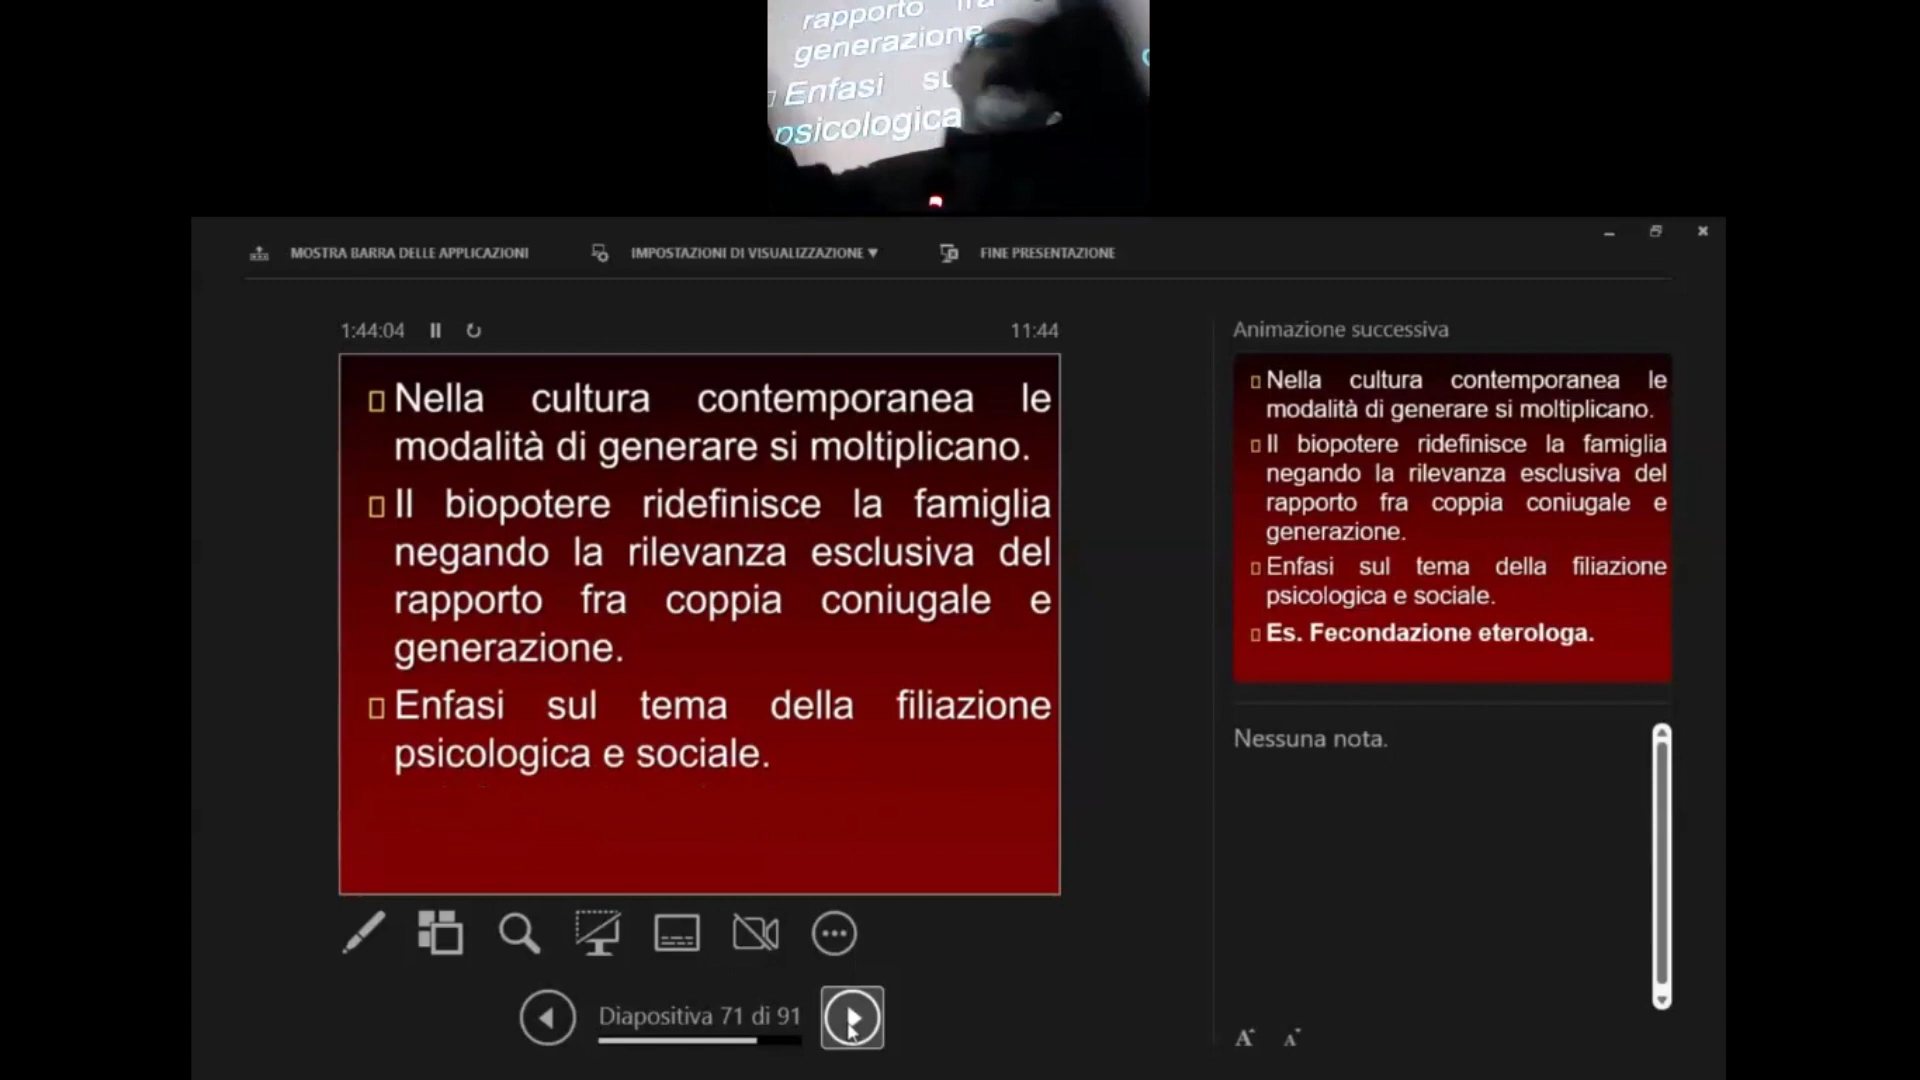 rapporto fra
generazione
Enfasi su
psicologica
MOSTRA BARRA DELLE APPLICAZIONI
IMPOSTAZIONI DI VISUALIZZAZIONE
FINE PRESENTAZIONE
1:44:04
11:44
Nella cultura contemporanea le
modalità di generare si moltiplicano.
Il biopotere ridefinisce la famiglia
negando la rilevanza esclusiva del
rapporto fra coppia coniugale e
generazione.
Enfasi sul tema della filiazione
psicologica e sociale.
Diapositiva 71 di 91
Animazione successiva
Nella cultura contemporanea le
modalità di generare si moltiplicano.
Il biopotere ridefinisce la famiglia
negando la rilevanza esclusiva del
rapporto fra coppia coniugale e
generazione.
Enfasi sul tema della filiazione
psicologica e sociale.
Es. Fecondazione eterologa.
Nessuna nota.
A A